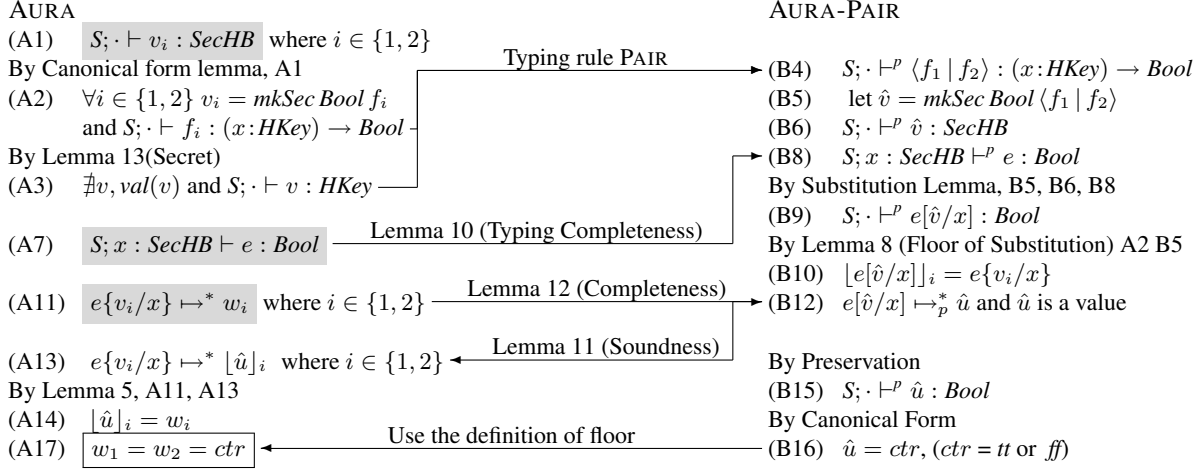 AURA
AURA-PAIR
(A1) S; · ⊢ v_i : SecHB where i ∈ {1, 2}
By Canonical form lemma, A1
(A2) ∀i ∈ {1, 2} v_i = mkSec Bool f_i
and S; · ⊢ f_i : (x : HKey) → Bool
By Lemma 13(Secret)
(A3) ∄v, val(v) and S; · ⊢ v : HKey
(A7) S; x : SecHB ⊢ e : Bool
(A11) e{v_i/x} ↦* w_i where i ∈ {1, 2}
(A13) e{v_i/x} ↦* ⌊û⌋_i where i ∈ {1, 2}
By Lemma 5, A11, A13
(A14) ⌊û⌋_i = w_i
(A17) w_1 = w_2 = ctr
Typing rule PAIR
Lemma 10 (Typing Completeness)
Lemma 12 (Completeness)
Lemma 11 (Soundness)
Use the definition of floor
(B4) S; · ⊢^p ⟨f_1 | f_2⟩ : (x : HKey) → Bool
(B5) let v̂ = mkSec Bool ⟨f_1 | f_2⟩
(B6) S; · ⊢^p v̂ : SecHB
(B8) S; x : SecHB ⊢^p e : Bool
By Substitution Lemma, B5, B6, B8
(B9) S; · ⊢^p e[v̂/x] : Bool
By Lemma 8 (Floor of Substitution) A2 B5
(B10) ⌊e[v̂/x]⌋_i = e{v_i/x}
(B12) e[v̂/x] ↦*_p û and û is a value
By Preservation
(B15) S; · ⊢^p û : Bool
By Canonical Form
(B16) û = ctr, (ctr = tt or ff)